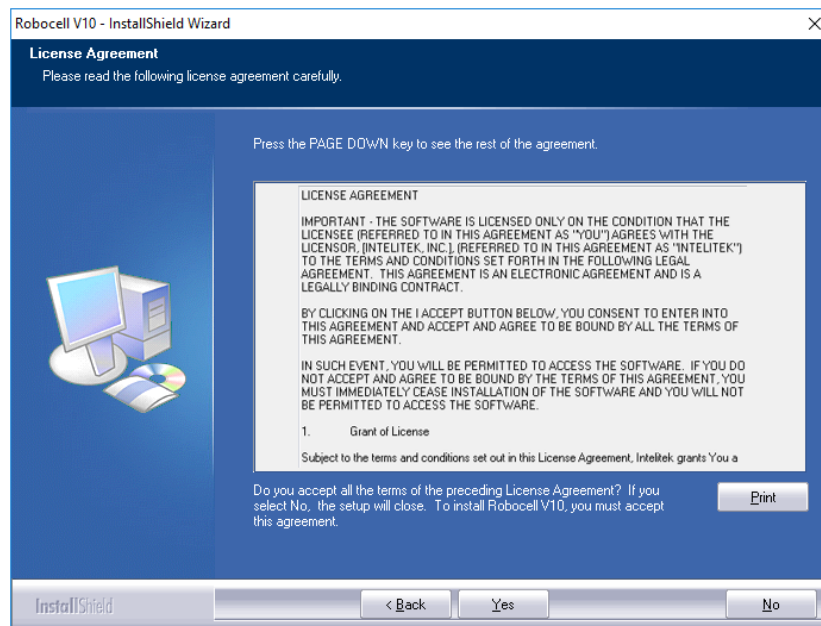 Robocell V10 - InstallShield Wizard
License Agreement
Please read the following license agreement carefully.
Press the PAGE DOWN key to see the rest of the agreement.
LICENSE AGREEMENT
IMPORTANT - THE SOFTWARE IS LICENSED ONLY ON THE CONDITION THAT THE
LICENSEE (REFERRED TO IN THIS AGREEMENT AS "YOU") AGREES WITH THE
LICENSOR, [INTELITEK, INC.], (REFERRED TO IN THIS AGREEMENT AS "INTELITEK")
TO THE TERMS AND CONDITIONS SET FORTH IN THE FOLLOWING LEGAL
AGREEMENT. THIS AGREEMENT IS AN ELECTRONIC AGREEMENT AND IS A
LEGALLY BINDING CONTRACT.
BY CLICKING ON THE I ACCEPT BUTTON BELOW, YOU CONSENT TO ENTER INTO
THIS AGREEMENT AND ACCEPT AND AGREE TO BE BOUND BY ALL THE TERMS OF
THIS AGREEMENT.
IN SUCH EVENT, YOU WILL BE PERMITTED TO ACCESS THE SOFTWARE. IF YOU DO
NOT ACCEPT AND AGREE TO BE BOUND BY THE TERMS OF THIS AGREEMENT, YOU
MUST IMMEDIATELY CEASE INSTALLATION OF THE SOFTWARE AND YOU WILL NOT
BE PERMITTED TO ACCESS THE SOFTWARE.
1. Grant of License
Subject to the terms and conditions set out in this License Agreement, Intelitek grants You a
Do you accept all the terms of the preceding License Agreement? If you
select No, the setup will close. To install Robocell V10, you must accept
this agreement.
Print
InstallShield
< Back
Yes
No